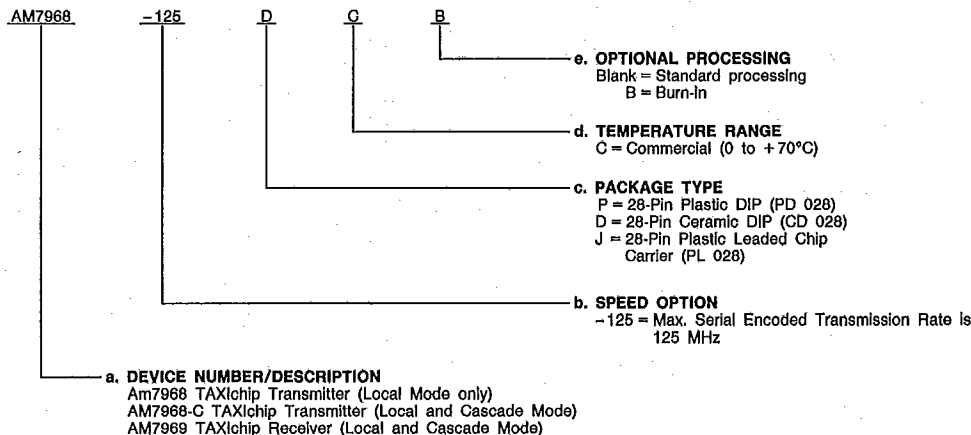 AM7968 -125 D C B
e. OPTIONAL PROCESSING
Blank = Standard processing
B = Burn-in
d. TEMPERATURE RANGE
C = Commercial (0 to +70°C)
c. PACKAGE TYPE
P = 28-Pin Plastic DIP (PD 028)
D = 28-Pin Ceramic DIP (CD 028)
J = 28-Pin Plastic Leaded Chip
Carrier (PL 028)
b. SPEED OPTION
-125 = Max. Serial Encoded Transmission Rate is
125 MHz
a. DEVICE NUMBER/DESCRIPTION
Am7968 TAXIchip Transmitter (Local Mode only)
AM7968-C TAXIchip Transmitter (Local and Cascade Mode)
AM7969 TAXIchip Receiver (Local and Cascade Mode)